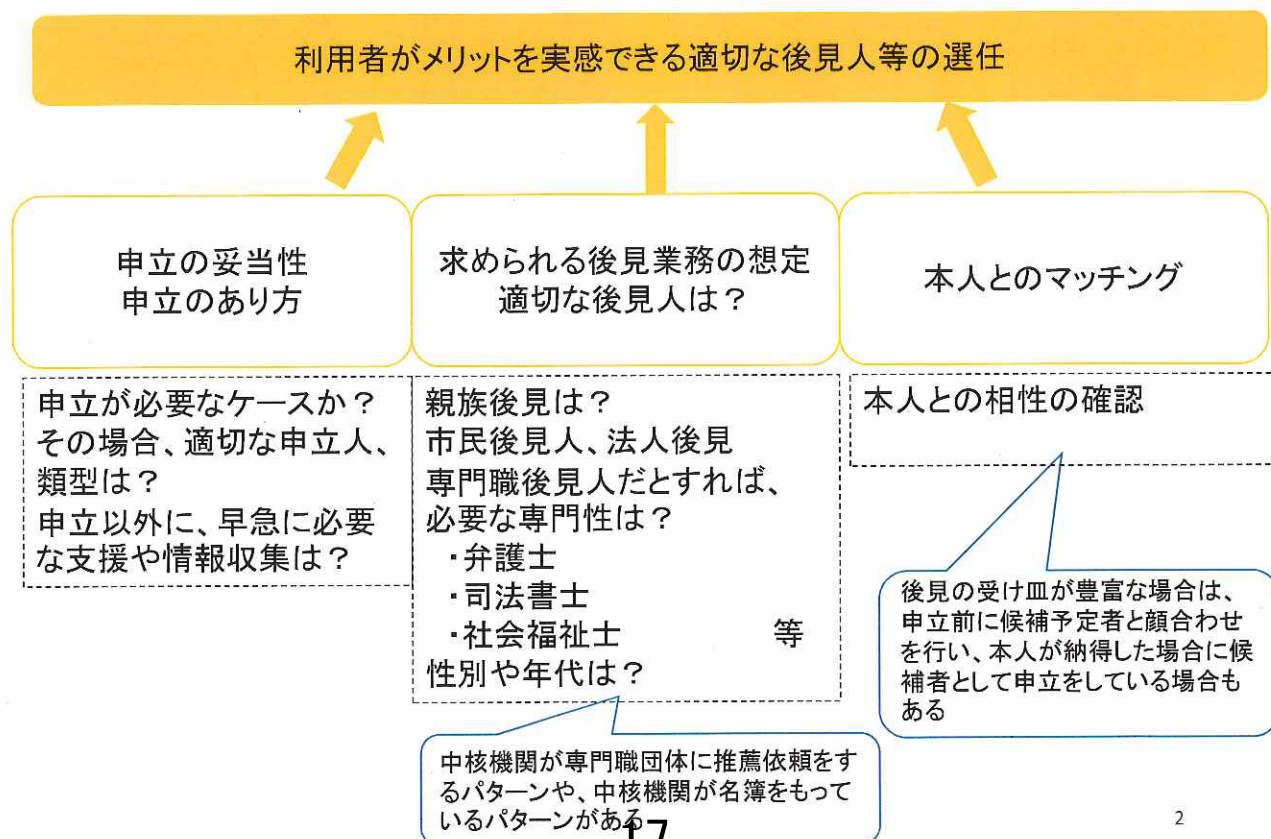 利用者がメリットを実感できる適切な後見人等の選任
申立の妥当性
申立のあり方
求められる後見業務の想定
適切な後見人は？
本人とのマッチング
申立が必要なケースか？
その場合、適切な申立人、
類型は？
申立以外に、早急に必要
な支援や情報収集は？
親族後見は？
市民後見人、法人後見
専門職後見人だとすれば、
必要な専門性は？
・弁護士
・司法書士
・社会福祉士　等
性別や年代は？
本人との相性の確認
後見の受け皿が豊富な場合は、
申立前に候補予定者と顔合わせ
を行い、本人が納得した場合に候
補者として申立をしている場合も
ある
中核機関が専門職団体に推薦依頼をす
るパターンや、中核機関が名簿をもって
いるパターンがある
17
2